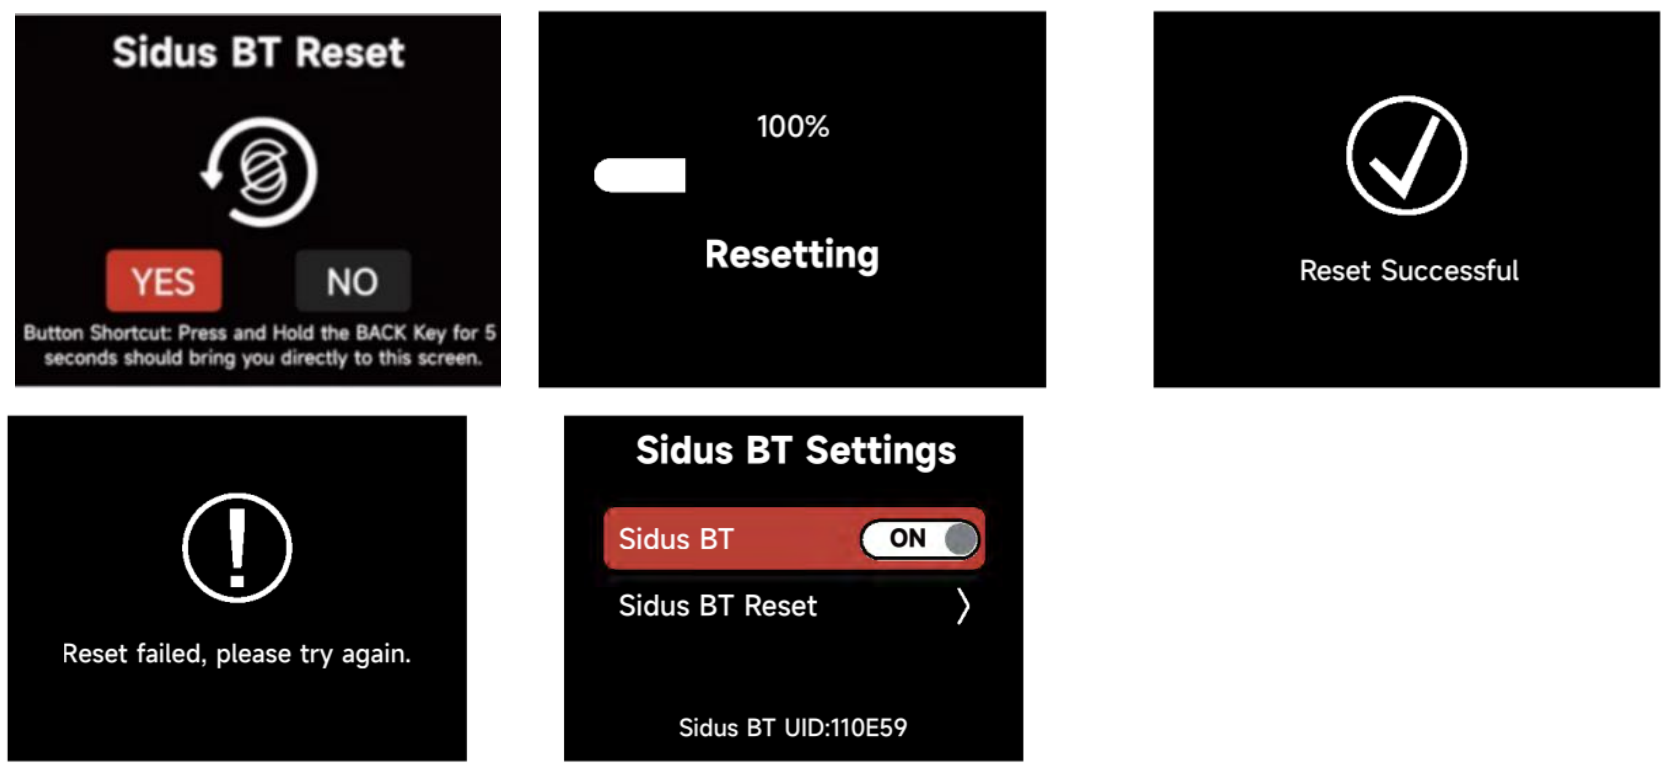 Sidus BT Reset
YES
NO
Button Shortcut: Press and Hold the BACK Key for 5
seconds should bring you directly to this screen.
100%
Resetting
Reset Successful
Reset failed, please try again.
Sidus BT Settings
Sidus BT
ON
Sidus BT Reset
Sidus BT UID:110E59